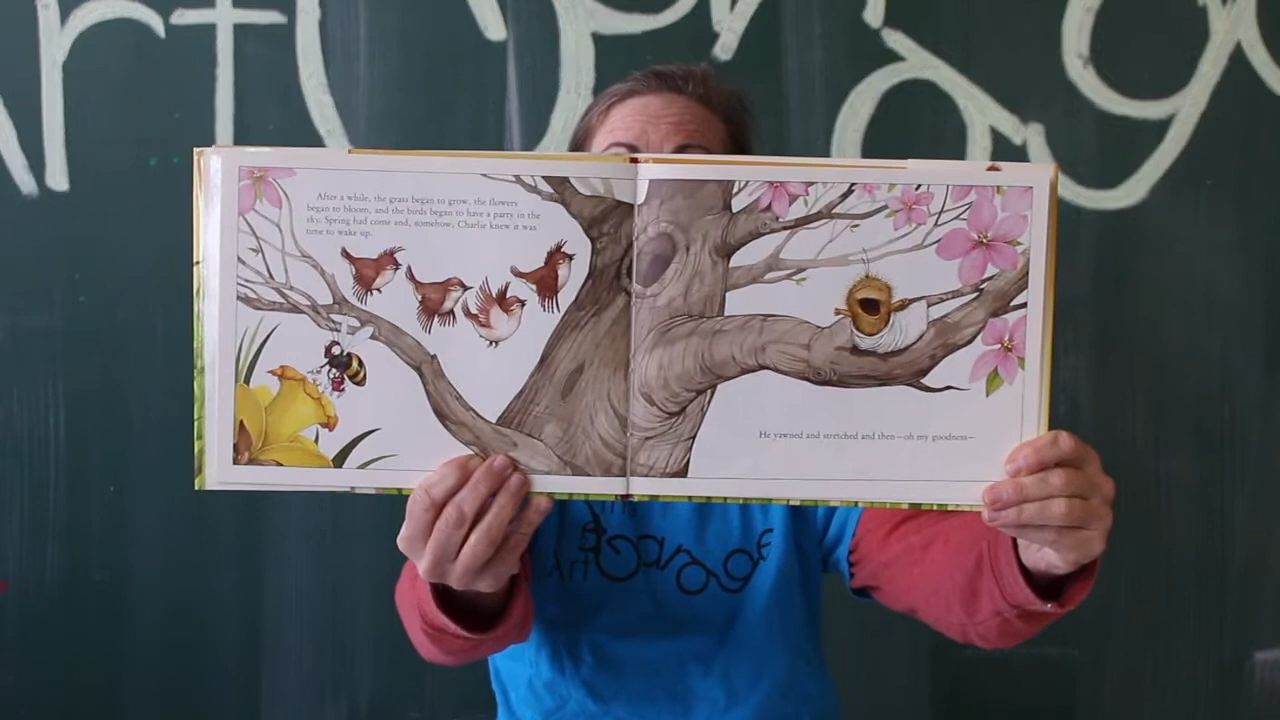 Art Garage
After a while, the grass began to grow, the flowers
began to bloom, and the birds began to have a party in the
sky. Spring had come and, somehow, Charlie knew it was
time to wake up.
He yawned and stretched and then—oh my goodness—
the
ArtGarage